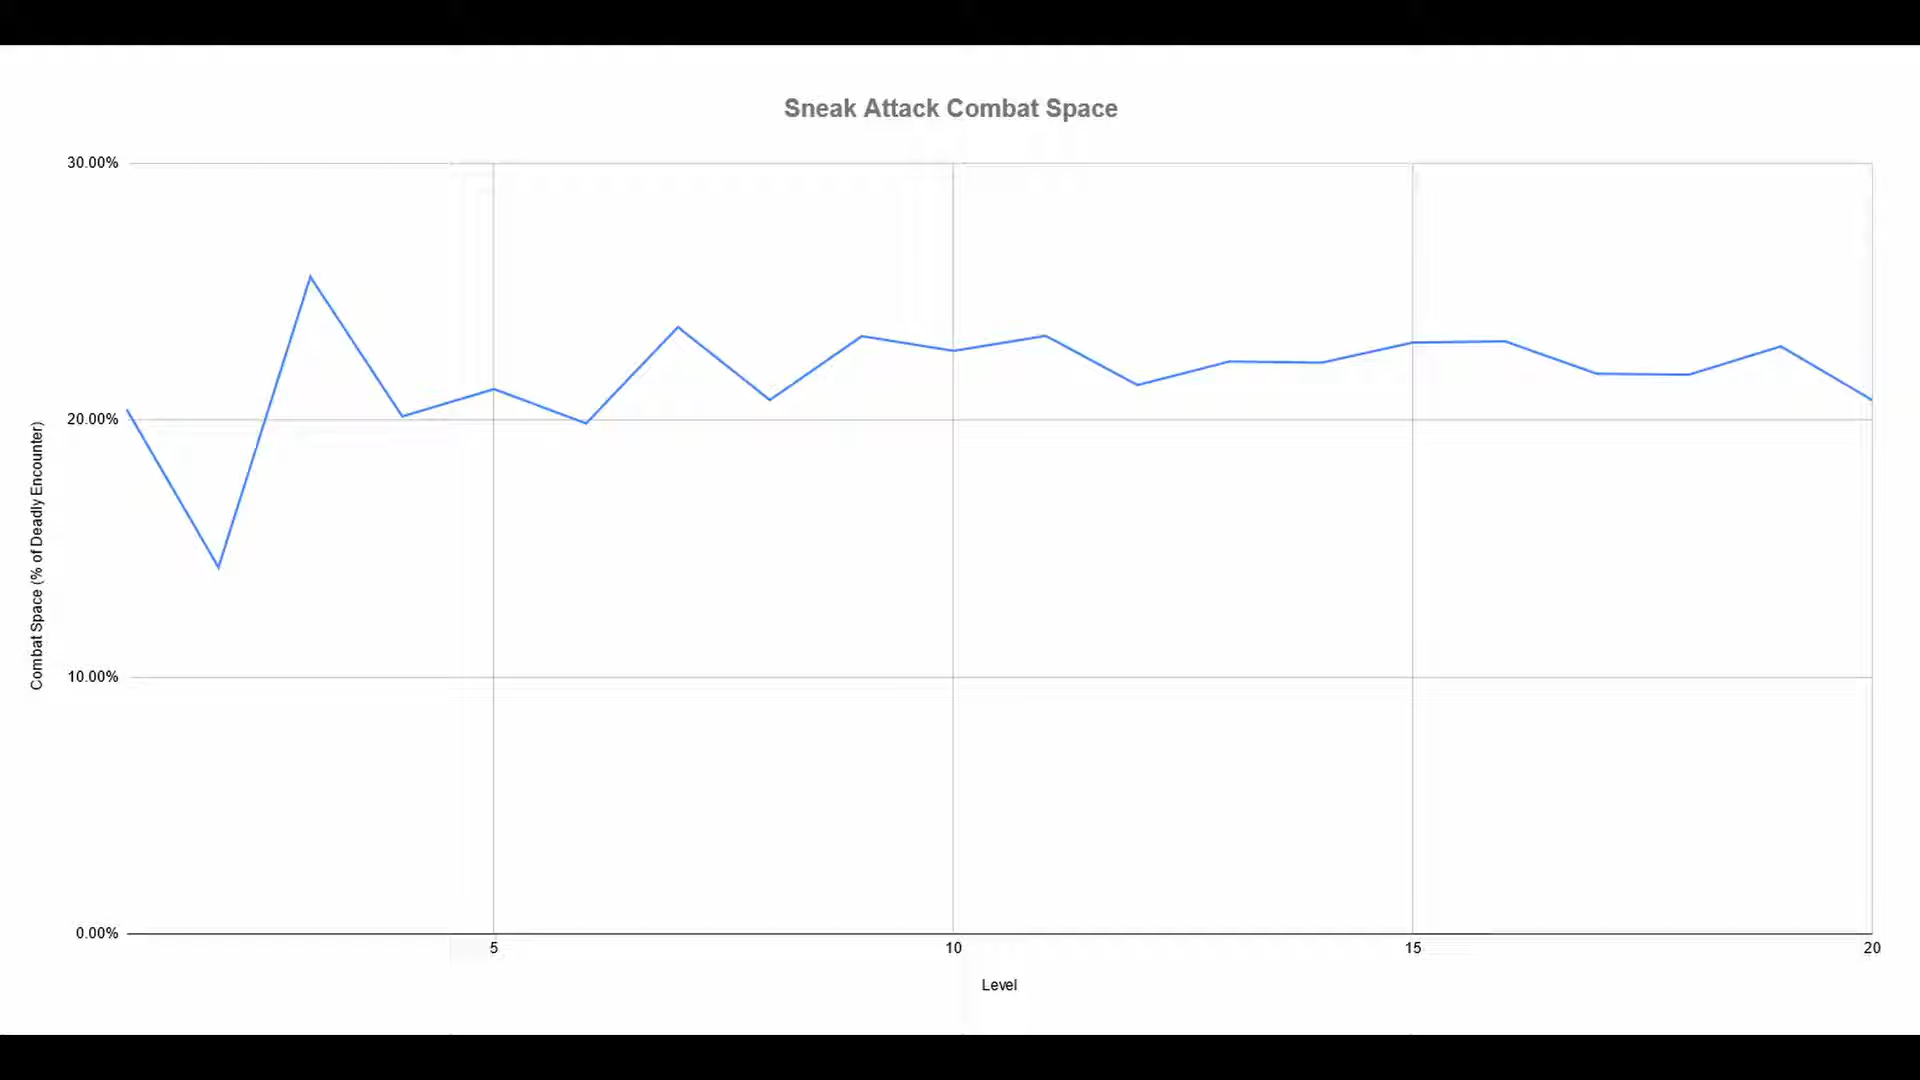 Sneak Attack Combat Space
30.00%
20.00%
10.00%
0.00%
Combat Space (% of Deadly Encounter)
5
10
15
20
Level